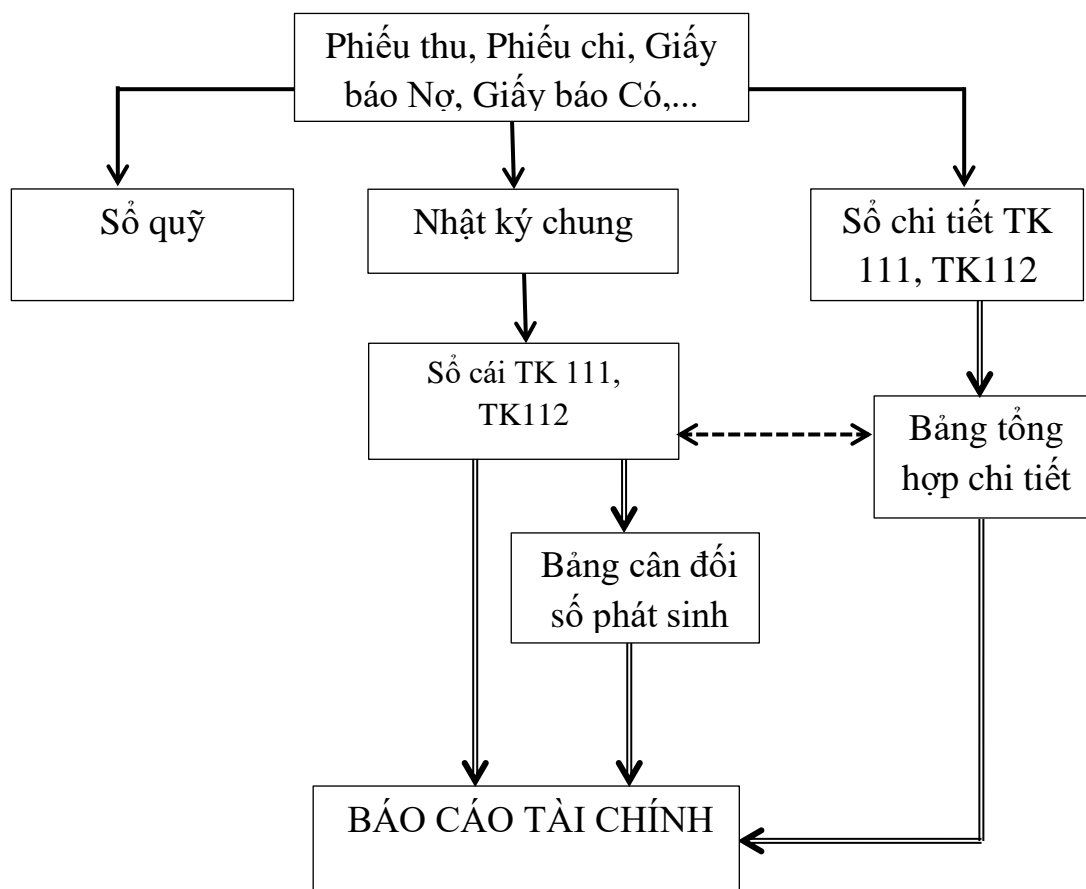 Phiếu thu, Phiếu chi, Giấy
báo Nợ, Giấy báo Có,...
Sổ quỹ
Nhật ký chung
Sổ chi tiết TK
111, TK112
Sổ cái TK 111,
TK112
Bảng tổng
hợp chi tiết
Bảng cân đối
số phát sinh
BÁO CÁO TÀI CHÍNH